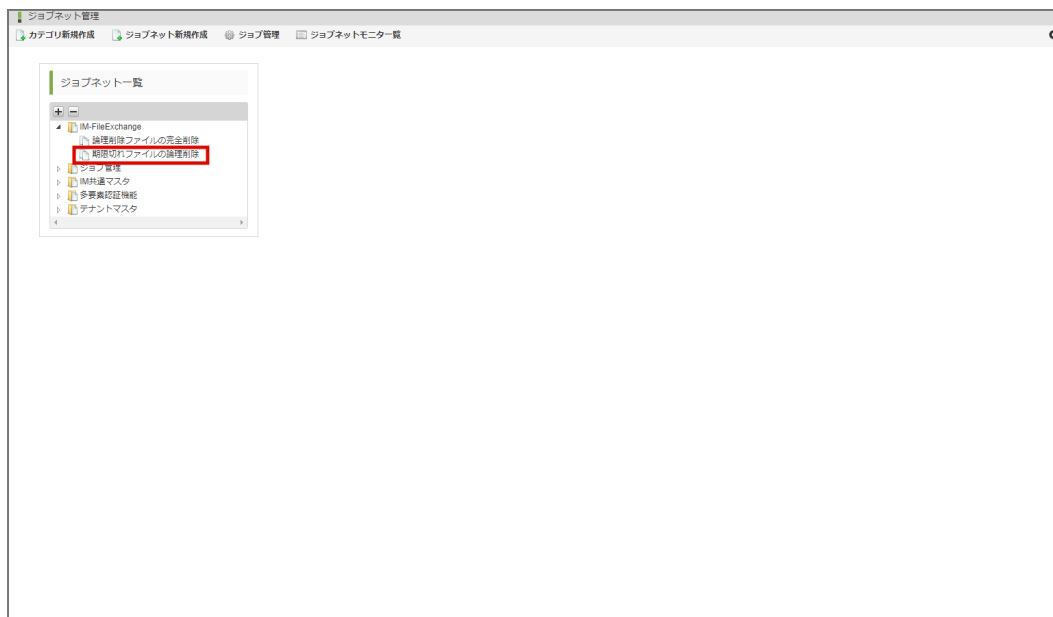 ジョブネット管理
カテゴリ新規作成 ジョブネット新規作成 ジョブ管理 ジョブネットモニター覧
ジョブネット一覧
IM-FileExchange
論理削除ファイルの完全削除
期限切れファイルの論理削除
ジョブ管理
IM共通マスタ
多要素認証機能
テナントマスタ